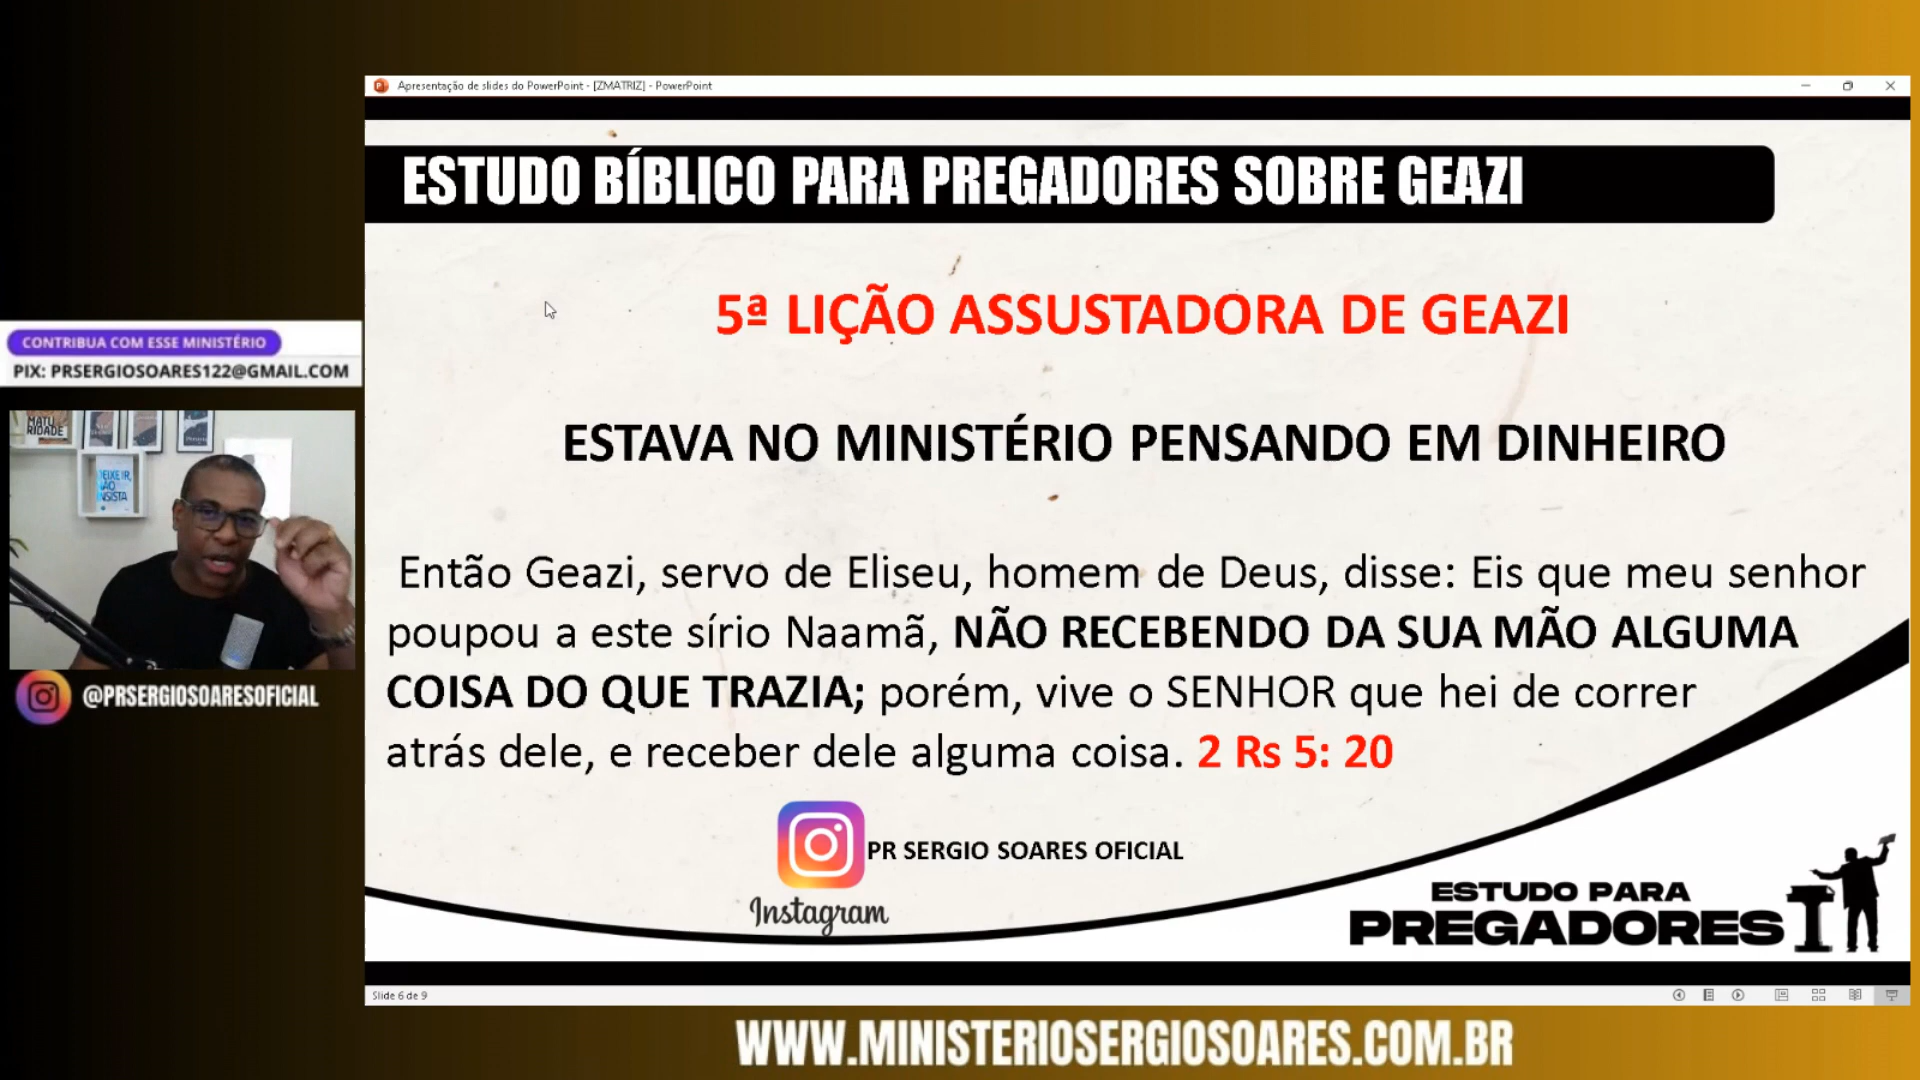 Apresentação de slides do PowerPoint - [ZMATRIZ] - PowerPoint
ESTUDO BÍBLICO PARA PREGADORES SOBRE GEAZI
5ª LIÇÃO ASSUSTADORA DE GEAZI
ESTAVA NO MINISTÉRIO PENSANDO EM DINHEIRO
Então Geazi, servo de Eliseu, homem de Deus, disse: Eis que meu senhor
poupou a este sírio Naamã, NÃO RECEBENDO DA SUA MÃO ALGUMA
COISA DO QUE TRAZIA; porém, vive o SENHOR que hei de correr
atrás dele, e receber dele alguma coisa. 2 Rs 5: 20
PR SERGIO SOARES OFICIAL
Instagram
ESTUDO PARA
PREGADORES
Slide 6 de 9
CONTRIBUA COM ESSE MINISTÉRIO
PIX: PRSERGIOSOARES122@GMAIL.COM
MATU
RIDADE
@PRSERGIOSOARESOFICIAL
WWW.MINISTERIOSERGIOSOARES.COM.BR